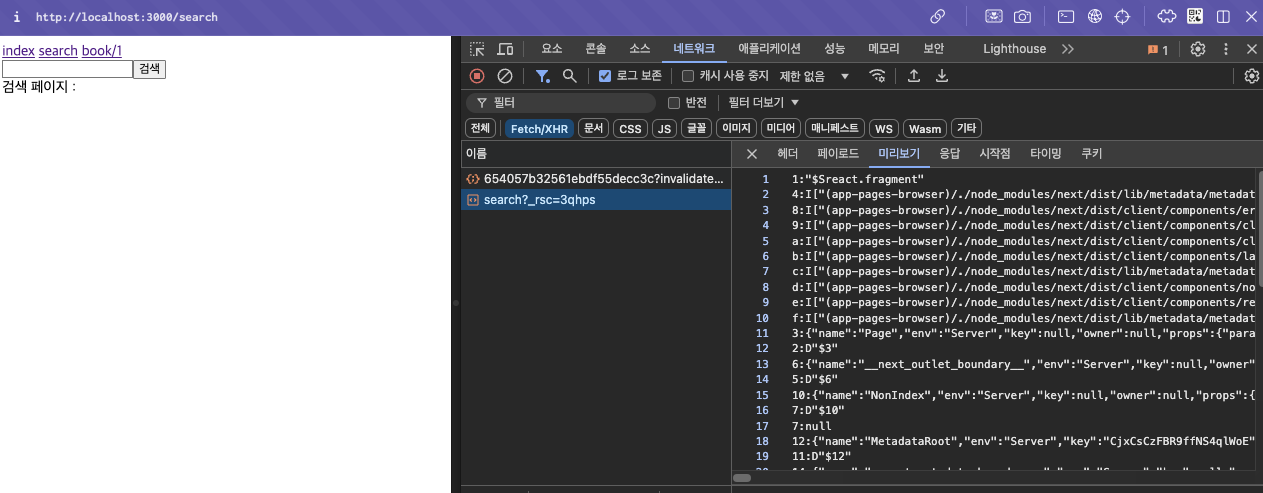 i http://localhost:3000/search
index search book/1
검색
검색 페이지 :
요소 콘솔 소스 네트워크 애플리케이션 성능 메모리 보안 Lighthouse 1
로그 보존 캐시 사용 중지 제한 없음
필터 반전 필터 더보기
전체 Fetch/XHR 문서 CSS JS 글꼴 이미지 미디어 매니페스트 WS Wasm 기타
이름
654057b32561ebdf55decc3c?invalidate...
search?_rsc=3qhps
헤더 페이로드 미리보기 응답 시작점 타이밍 쿠키
1 1:"$Sreact.fragment"
2 4:I["(app-pages-browser)/./node_modules/next/dist/lib/metadata/metadat
3 8:I["(app-pages-browser)/./node_modules/next/dist/client/components/er
4 9:I["(app-pages-browser)/./node_modules/next/dist/client/components/cl
5 a:I["(app-pages-browser)/./node_modules/next/dist/client/components/cl
6 b:I["(app-pages-browser)/./node_modules/next/dist/client/components/la
7 c:I["(app-pages-browser)/./node_modules/next/dist/lib/metadata/metadat
8 d:I["(app-pages-browser)/./node_modules/next/dist/client/components/no
9 e:I["(app-pages-browser)/./node_modules/next/dist/client/components/re
10 f:I["(app-pages-browser)/./node_modules/next/dist/lib/metadata/metadat
11 3:{"name":"Page","env":"Server","key":null,"owner":null,"props":{"para
12 2:D"$3"
13 6:{"name":"__next_outlet_boundary__","env":"Server","key":null,"owner"
14 5:D"$6"
15 10:{"name":"NonIndex","env":"Server","key":null,"owner":null,"props":{
16 7:D"$10"
17 7:null
18 12:{"name":"MetadataRoot","env":"Server","key":"CjxCsCzFBR9ffNS4qlWoE"
19 11:D"$12"